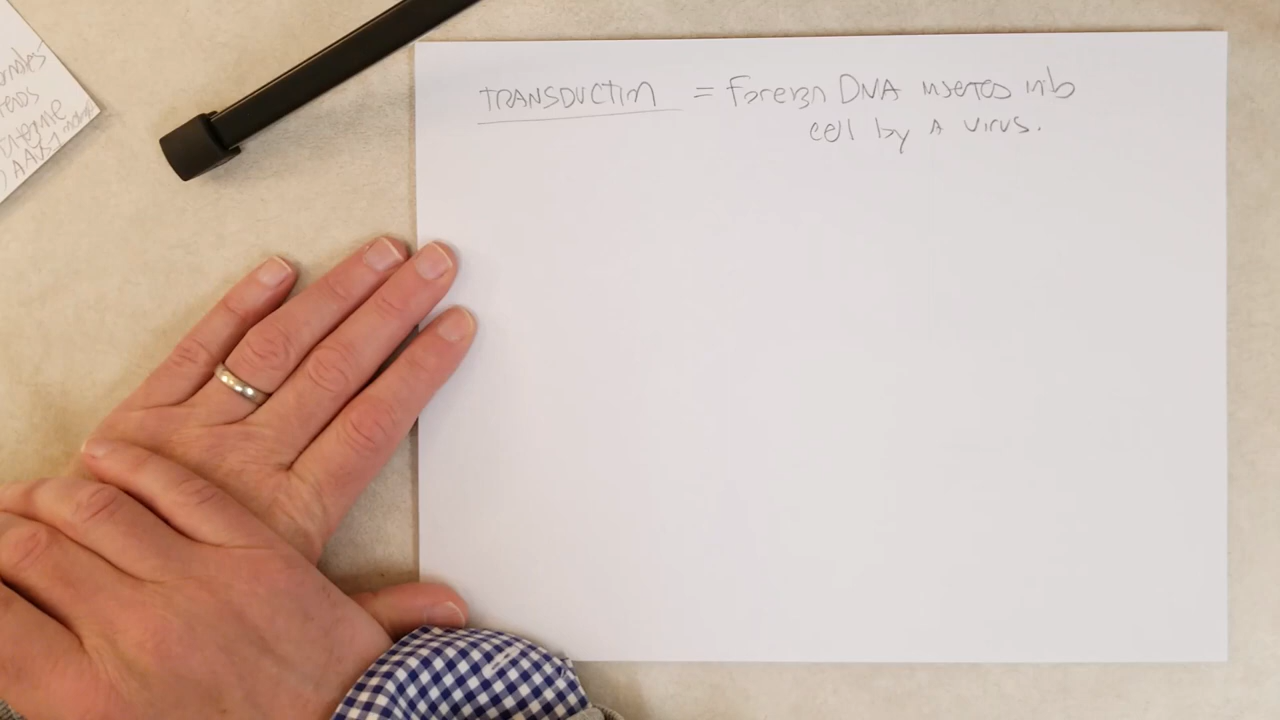 TRANSDUCTION = Foreign DNA inserted into
cell by A virus.